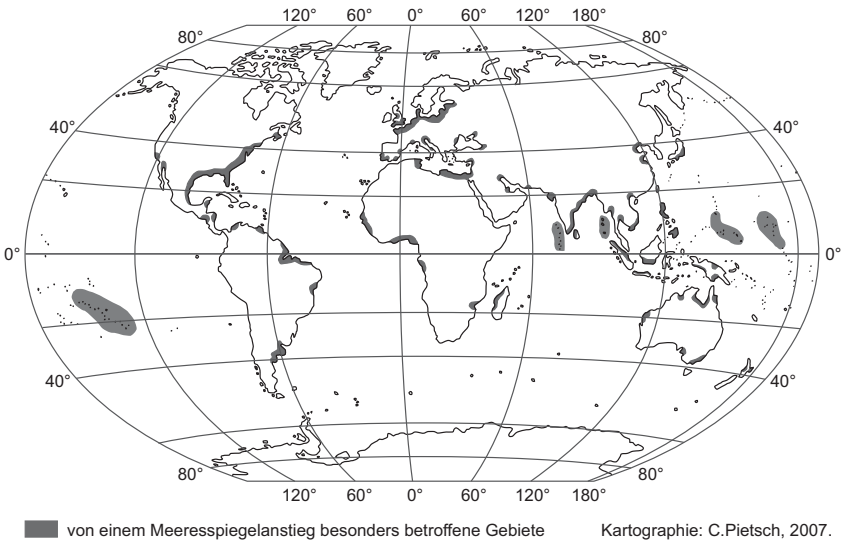 120° 60° 0° 60° 120° 180°
80° 80°
40° 40°
0° 0°
40° 40°
80° 80°
120° 60° 0° 60° 120° 180°
von einem Meeresspiegelanstieg besonders betroffene Gebiete Kartographie: C.Pietsch, 2007.